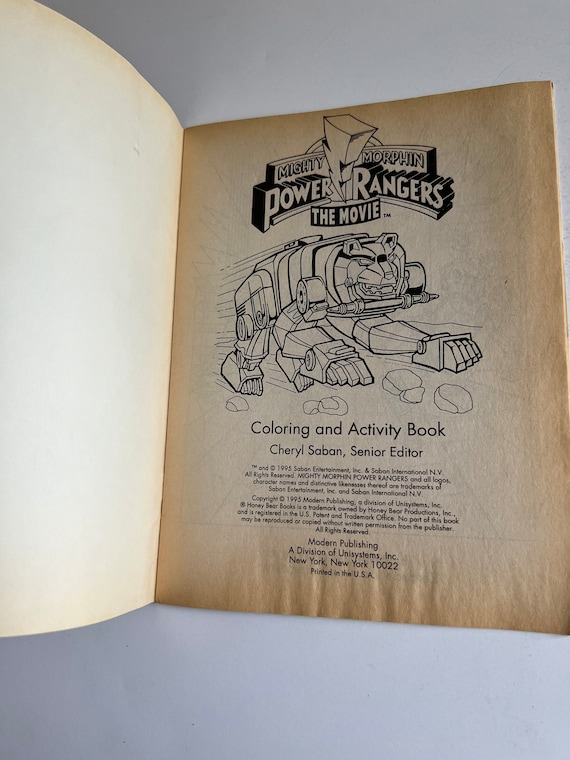 MIGHTY MORPHIN
POWER RANGERS
THE MOVIE™
Coloring and Activity Book
Cheryl Saban, Senior Editor
™ and © 1995 Saban Entertainment, Inc. & Saban International N.V.
All Rights Reserved. MIGHTY MORPHIN POWER RANGERS and all logos,
character names and distinctive likenesses thereof are trademarks of
Saban Entertainment, Inc. and Saban International N.V
Copyright © 1995 Modern Publishing, a division of Unisystems, Inc.
® Honey Bear Books is a trademark owned by Honey Bear Productions, Inc.,
and is registered in the U.S. Patent and Trademark Office. No part of this book
may be reproduced or copied without written permission from the publisher.
All Rights Reserved.
Modern Publishing
A Division of Unisystems, Inc.
New York, New York 10022
Printed in the U.S.A.